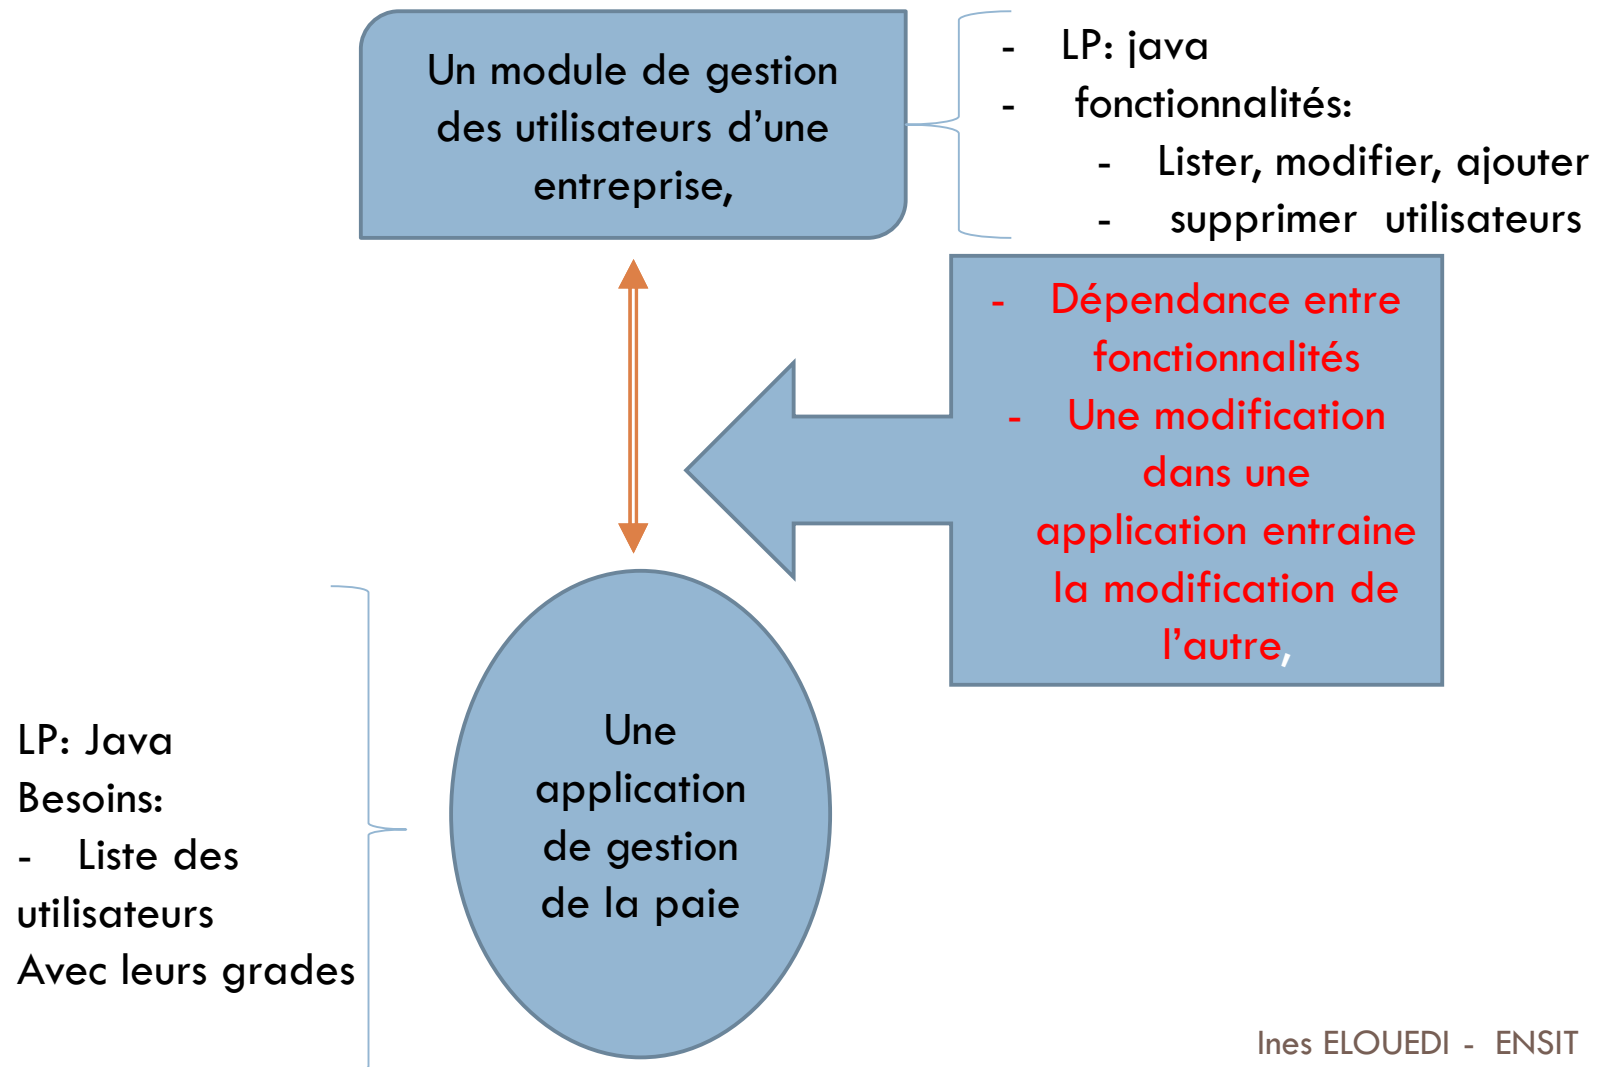 Un module de gestion
des utilisateurs d’une
entreprise,
- LP: java
- fonctionnalités:
- Lister, modifier, ajouter
- supprimer utilisateurs
- Dépendance entre
fonctionnalités
- Une modification
dans une
application entraine
la modification de
l’autre,
LP: Java
Besoins:
- Liste des
utilisateurs
Avec leurs grades
Une
application
de gestion
de la paie
Ines ELOUEDI - ENSIT